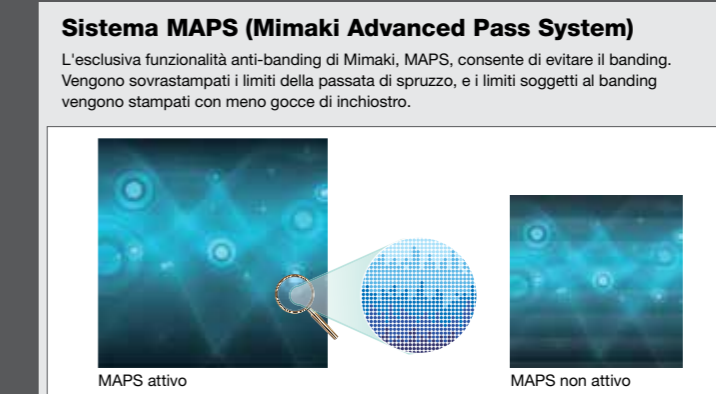 Sistema MAPS (Mimaki Advanced Pass System)
L'esclusiva funzionalità anti-banding di Mimaki, MAPS, consente di evitare il banding.
Vengono sovrastampati i limiti della passata di spruzzo, e i limiti soggetti al banding
vengono stampati con meno gocce di inchiostro.
MAPS attivo
MAPS non attivo